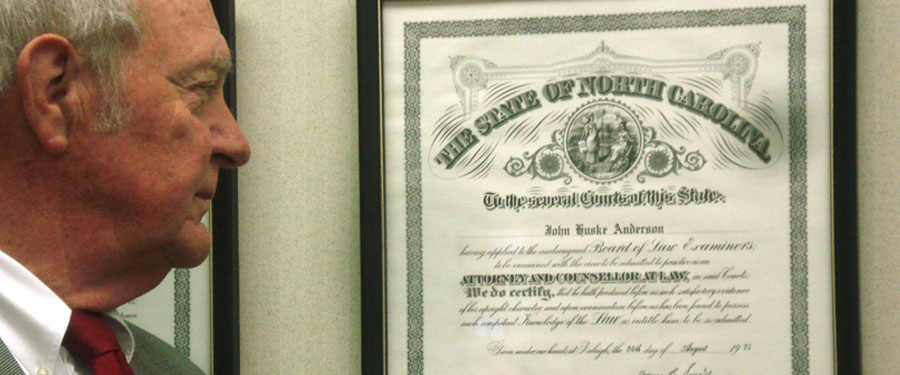 THE STATE OF NORTH CAROLINA
To the several Courts of this State:
John Huske Anderson
having applied to the undersigned Board of Law Examiners,
to be examined with the view to be admitted to practice as an
ATTORNEY AND COUNSELLOR AT LAW, in said Courts:
We do certify, that he hath produced before us such satisfactory evidence
of his upright character, and upon examination before us has been found to possess
such competent Knowledge of the Law as entitle him to be so admitted.
Given under our hands at Raleigh, the 24th day of August 1975